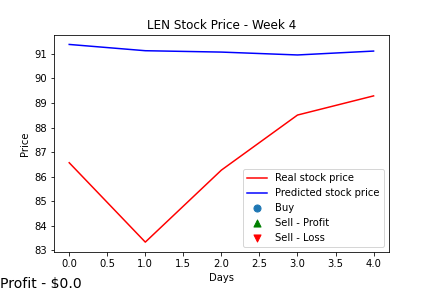 LEN Stock Price - Week 4
91
90
89
88
87
86
85
84
83
Price
Real stock price
Predicted stock price
Buy
Sell - Profit
Sell - Loss
0.0 0.5 1.0 1.5 2.0 2.5 3.0 3.5 4.0
Days
Profit - $0.0